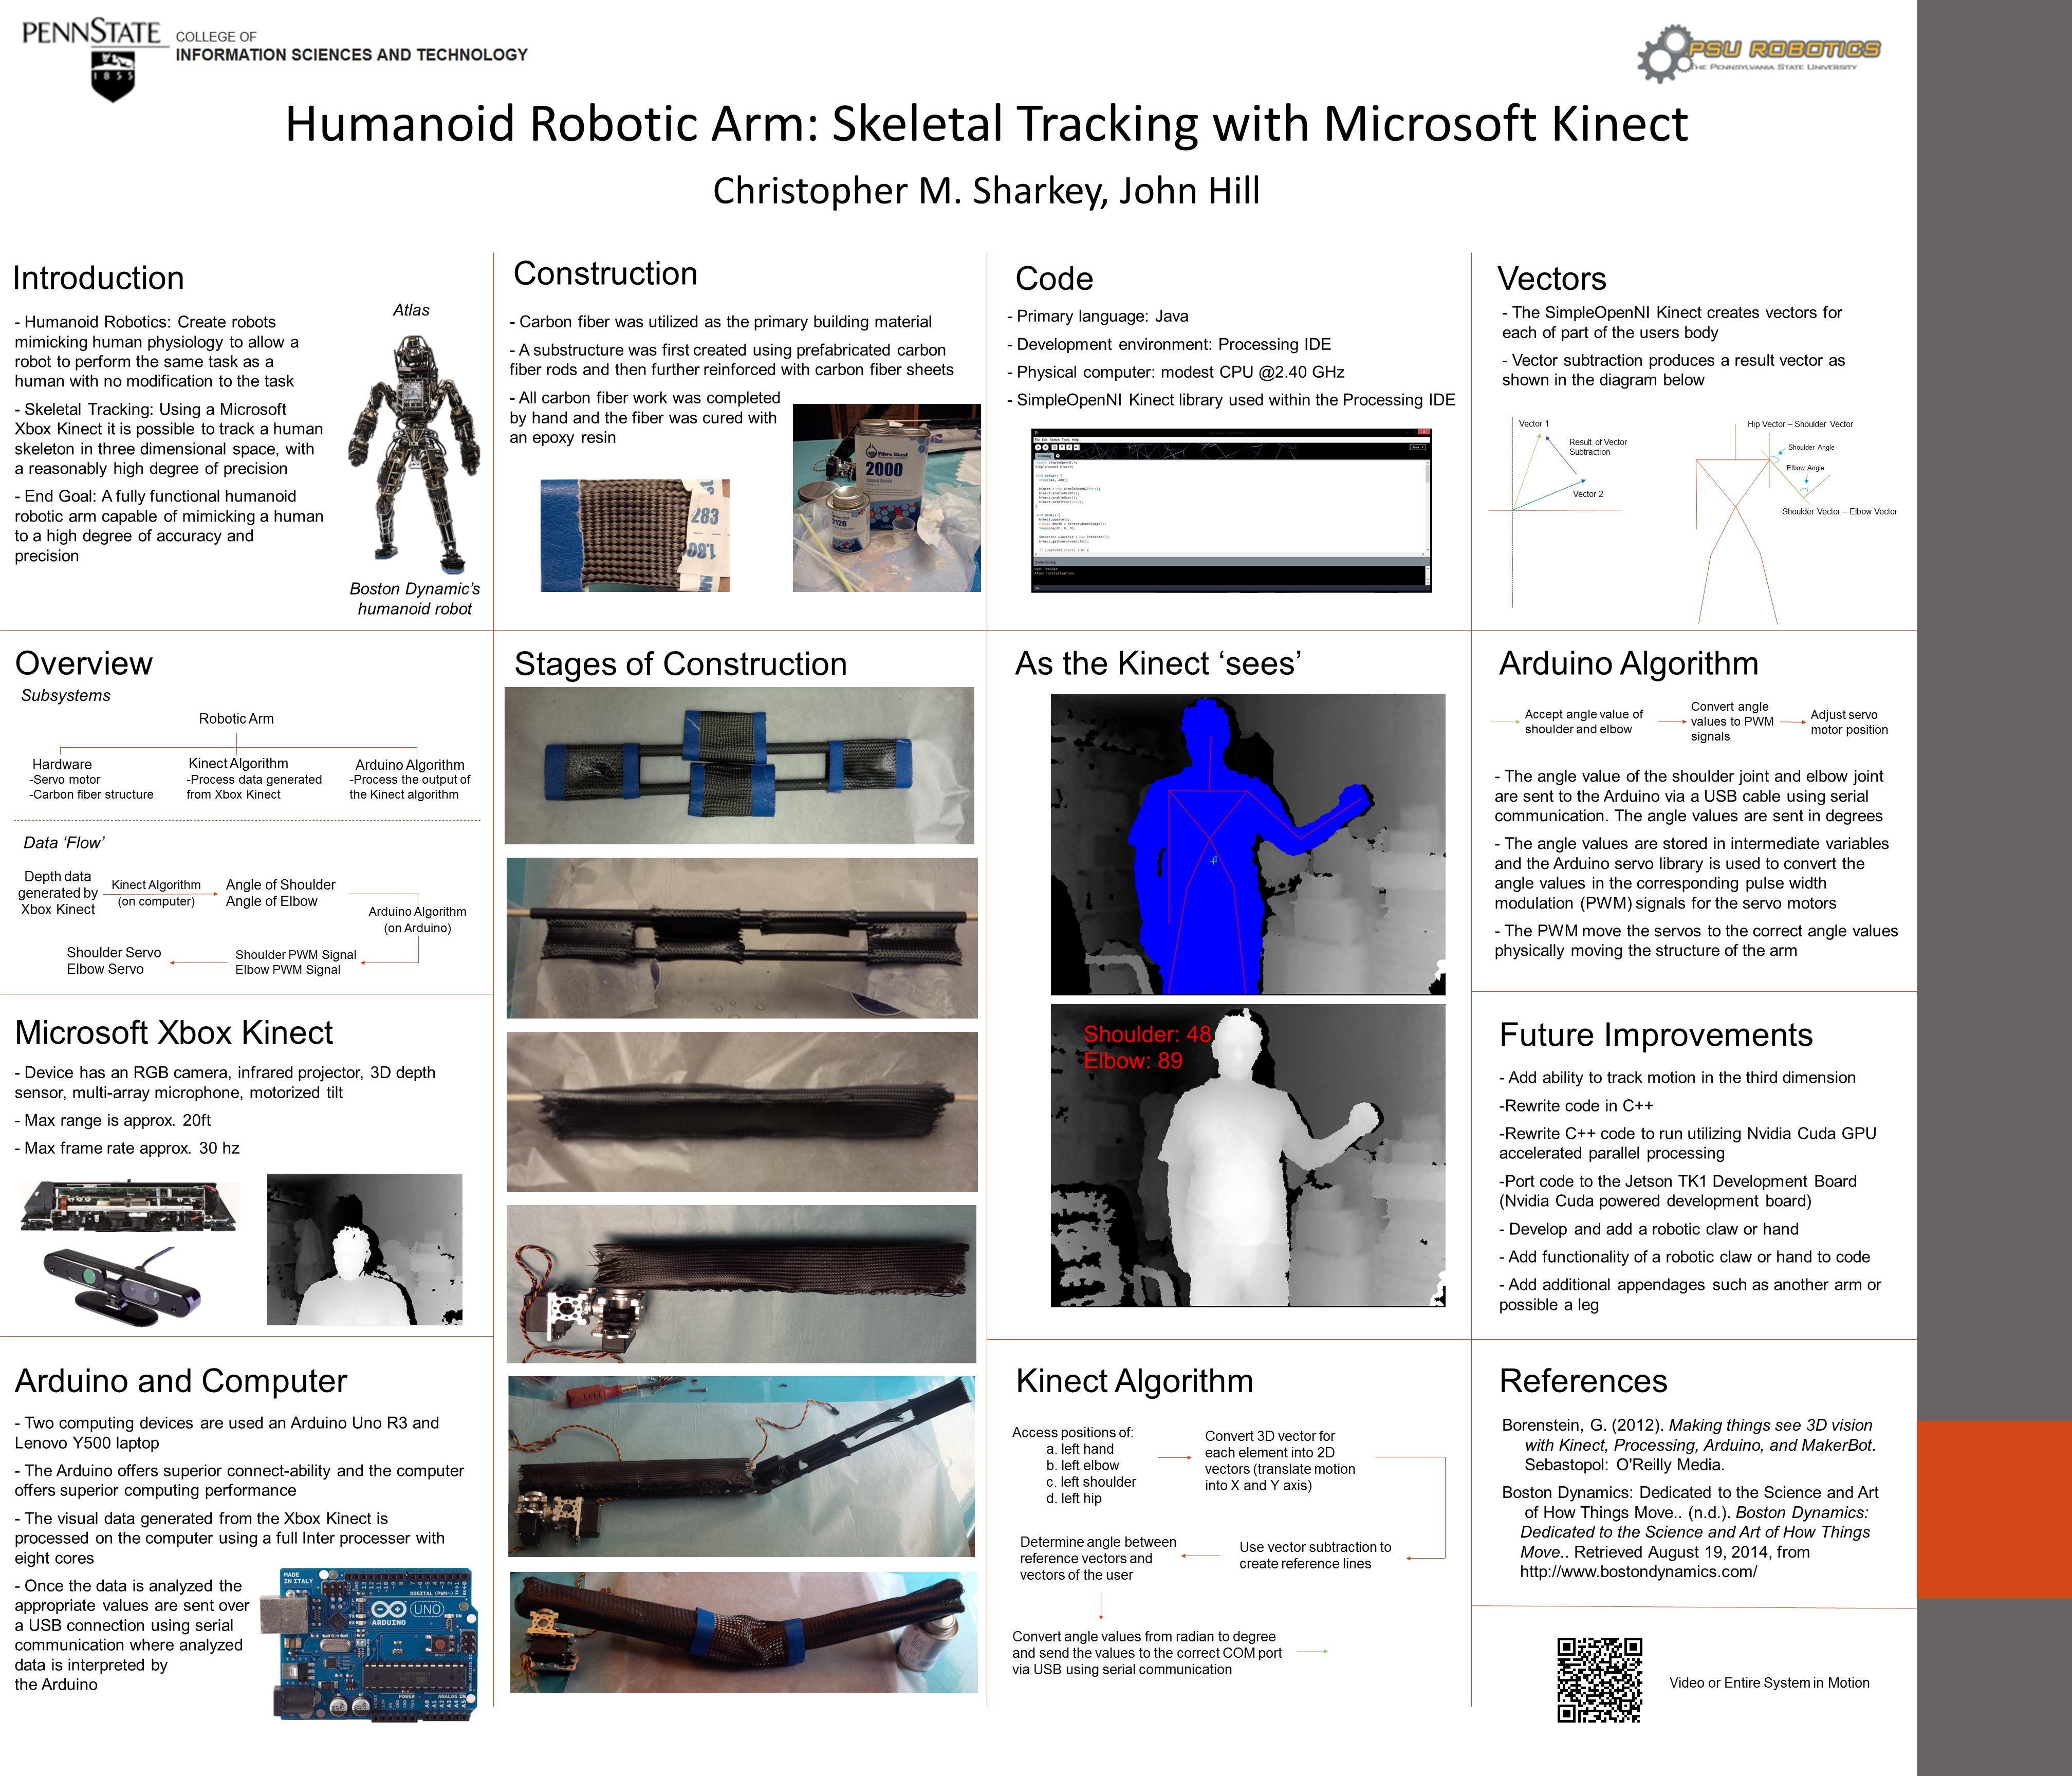 PENNSTATE
1855
COLLEGE OF
INFORMATION SCIENCES AND TECHNOLOGY
PSU ROBOTICS
THE PENNSYLVANIA STATE UNIVERSITY
Humanoid Robotic Arm: Skeletal Tracking with Microsoft Kinect
Christopher M. Sharkey, John Hill
Introduction
- Humanoid Robotics: Create robots
mimicking human physiology to allow a
robot to perform the same task as a
human with no modification to the task
- Skeletal Tracking: Using a Microsoft
Xbox Kinect it is possible to track a human
skeleton in three dimensional space, with
a reasonably high degree of precision
- End Goal: A fully functional humanoid
robotic arm capable of mimicking a human
to a high degree of accuracy and
precision
Atlas
Boston Dynamic's
humanoid robot
Construction
- Carbon fiber was utilized as the primary building material
- A substructure was first created using prefabricated carbon
fiber rods and then further reinforced with carbon fiber sheets
- All carbon fiber work was completed
by hand and the fiber was cured with
an epoxy resin
283
Fibre Glast
2000
Epoxy Resin
2120
Code
- Primary language: Java
- Development environment: Processing IDE
- Physical computer: modest CPU @2.40 GHz
- SimpleOpenNI Kinect library used within the Processing IDE
Vectors
- The SimpleOpenNI Kinect creates vectors for
each of part of the users body
- Vector subtraction produces a result vector as
shown in the diagram below
Vector 1
Result of Vector
Subtraction
Vector 2
Hip Vector – Shoulder Vector
Shoulder Angle
Elbow Angle
Shoulder Vector – Elbow Vector
Overview
Subsystems
Robotic Arm
Hardware
-Servo motor
-Carbon fiber structure
Kinect Algorithm
-Process data generated
from Xbox Kinect
Arduino Algorithm
-Process the output of
the Kinect algorithm
Data ‘Flow’
Depth data
generated by
Xbox Kinect
Kinect Algorithm
(on computer)
Angle of Shoulder
Angle of Elbow
Arduino Algorithm
(on Arduino)
Shoulder PWM Signal
Elbow PWM Signal
Shoulder Servo
Elbow Servo
Microsoft Xbox Kinect
- Device has an RGB camera, infrared projector, 3D depth
sensor, multi-array microphone, motorized tilt
- Max range is approx. 20ft
- Max frame rate approx. 30 hz
Arduino and Computer
- Two computing devices are used an Arduino Uno R3 and
Lenovo Y500 laptop
- The Arduino offers superior connect-ability and the computer
offers superior computing performance
- The visual data generated from the Xbox Kinect is
processed on the computer using a full Inter processer with
eight cores
- Once the data is analyzed the
appropriate values are sent over
a USB connection using serial
communication where analyzed
data is interpreted by
the Arduino
MADE
IN ITALY
DIGITAL (PWM~)
UNO
ARDUINO
ON
POWER
ANALOG IN
Stages of Construction
As the Kinect ‘sees’
Shoulder: 48
Elbow: 89
Kinect Algorithm
Access positions of:
a. left hand
b. left elbow
c. left shoulder
d. left hip
Convert 3D vector for
each element into 2D
vectors (translate motion
into X and Y axis)
Use vector subtraction to
create reference lines
Determine angle between
reference vectors and
vectors of the user
Convert angle values from radian to degree
and send the values to the correct COM port
via USB using serial communication
Arduino Algorithm
Accept angle value of
shoulder and elbow
Convert angle
values to PWM
signals
Adjust servo
motor position
- The angle value of the shoulder joint and elbow joint
are sent to the Arduino via a USB cable using serial
communication. The angle values are sent in degrees
- The angle values are stored in intermediate variables
and the Arduino servo library is used to convert the
angle values in the corresponding pulse width
modulation (PWM) signals for the servo motors
- The PWM move the servos to the correct angle values
physically moving the structure of the arm
Future Improvements
- Add ability to track motion in the third dimension
-Rewrite code in C++
-Rewrite C++ code to run utilizing Nvidia Cuda GPU
accelerated parallel processing
-Port code to the Jetson TK1 Development Board
(Nvidia Cuda powered development board)
- Develop and add a robotic claw or hand
- Add functionality of a robotic claw or hand to code
- Add additional appendages such as another arm or
possible a leg
References
Borenstein, G. (2012). Making things see 3D vision
with Kinect, Processing, Arduino, and MakerBot.
Sebastopol: O'Reilly Media.
Boston Dynamics: Dedicated to the Science and Art
of How Things Move.. (n.d.). Boston Dynamics:
Dedicated to the Science and Art of How Things
Move.. Retrieved August 19, 2014, from
http://www.bostondynamics.com/
Video or Entire System in Motion